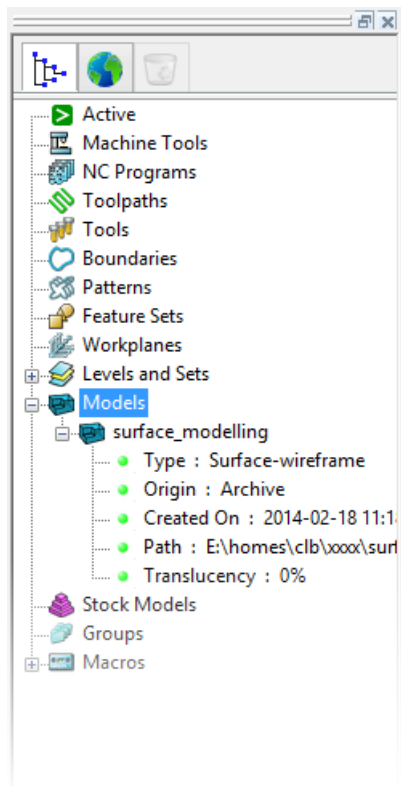 Active
Machine Tools
NC Programs
Toolpaths
Tools
Boundaries
Patterns
Feature Sets
Workplanes
Levels and Sets
Models
surface_modelling
Type : Surface-wireframe
Origin : Archive
Created On : 2014-02-18 11:1
Path : E:\homes\clb\xxxx\surf
Translucency : 0%
Stock Models
Groups
Macros